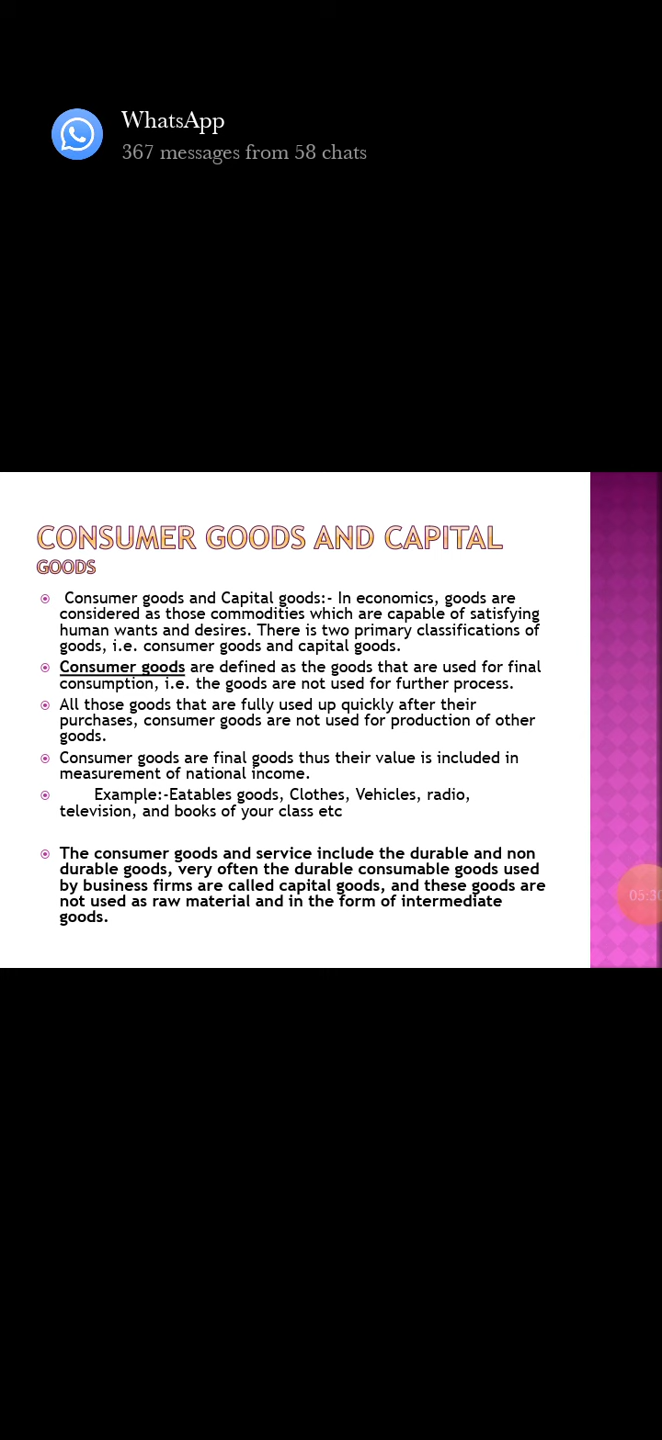 WhatsApp
367 messages from 58 chats
CONSUMER GOODS AND CAPITAL
GOODS
Consumer goods and Capital goods:- In economics, goods are
considered as those commodities which are capable of satisfying
human wants and desires. There is two primary classifications of
goods, i.e. consumer goods and capital goods.
Consumer goods are defined as the goods that are used for final
consumption, i.e. the goods are not used for further process.
All those goods that are fully used up quickly after their
purchases, consumer goods are not used for production of other
goods.
Consumer goods are final goods thus their value is included in
measurement of national income.
Example:-Eatables goods, Clothes, Vehicles, radio,
television, and books of your class etc
The consumer goods and service include the durable and non
durable goods, very often the durable consumable goods used
by business firms are called capital goods, and these goods are
not used as raw material and in the form of intermediate
goods.